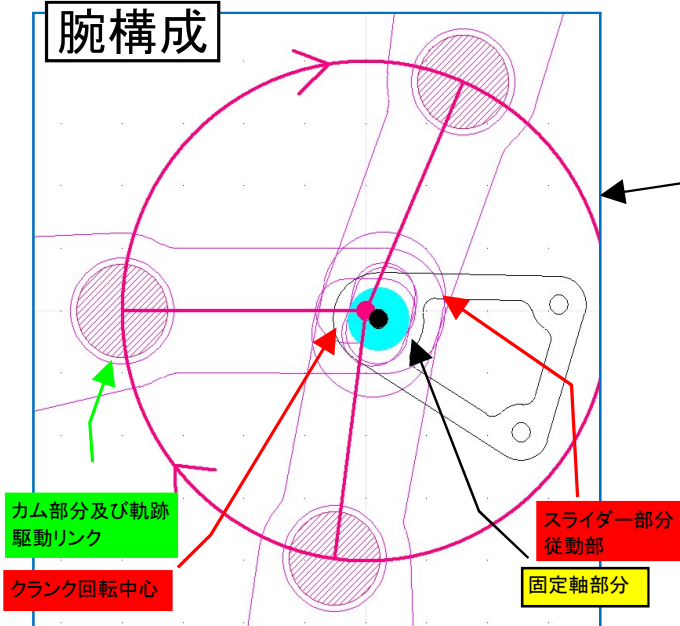 腕構成
カム部分及び軌跡
駆動リンク
クランク回転中心
スライダー部分
従動部
固定軸部分